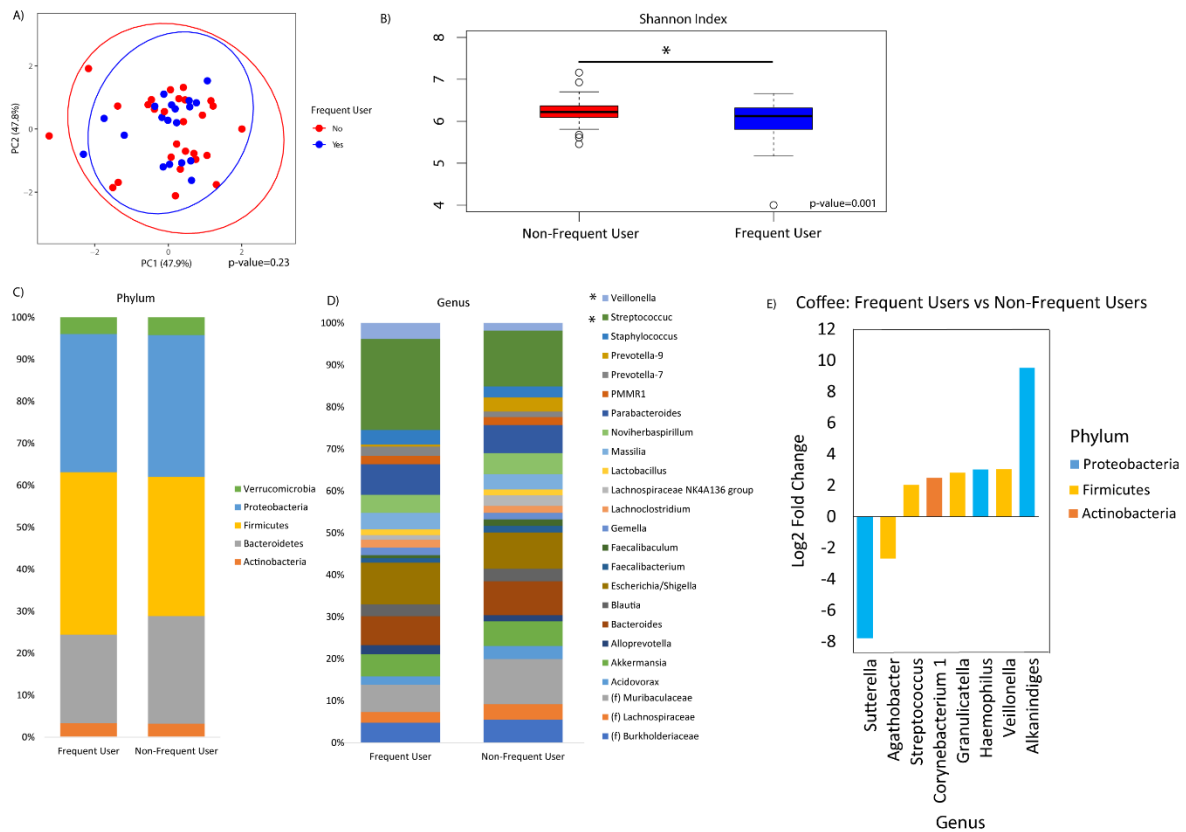 A)
2
0
−2
PC2 (47.8%)
−2
0
2
PC1 (47.9%)
p-value=0.23
Frequent User
No
Yes
B)
Shannon Index
8
7
6
5
4
*
p-value=0.001
Non-Frequent User
Frequent User
C)
Phylum
100%
90%
80%
70%
60%
50%
40%
30%
20%
10%
0%
Frequent User
Non-Frequent User
Verrucomicrobia
Proteobacteria
Firmicutes
Bacteroidetes
Actinobacteria
D)
Genus
100%
90%
80%
70%
60%
50%
40%
30%
20%
10%
0%
Frequent User
Non-Frequent User
* Veillonella
* Streptococcuc
Staphylococcus
Prevotella-9
Prevotella-7
PMMR1
Parabacteroides
Noviherbaspirillum
Massilia
Lactobacillus
Lachnospiraceae NK4A136 group
Lachnoclostridium
Gemella
Faecalibaculum
Faecalibacterium
Escherichia/Shigella
Blautia
Bacteroides
Alloprevotella
Akkermansia
Acidovorax
(f) Muribaculaceae
(f) Lachnospiraceae
(f) Burkholderiaceae
E)
Coffee: Frequent Users vs Non-Frequent Users
12
10
8
6
4
2
0
-2
-4
-6
-8
Log2 Fold Change
Sutterella
Agathobacter
Streptococcus
Corynebacterium 1
Granulicatella
Haemophilus
Veillonella
Alkanindiges
Genus
Phylum
Proteobacteria
Firmicutes
Actinobacteria